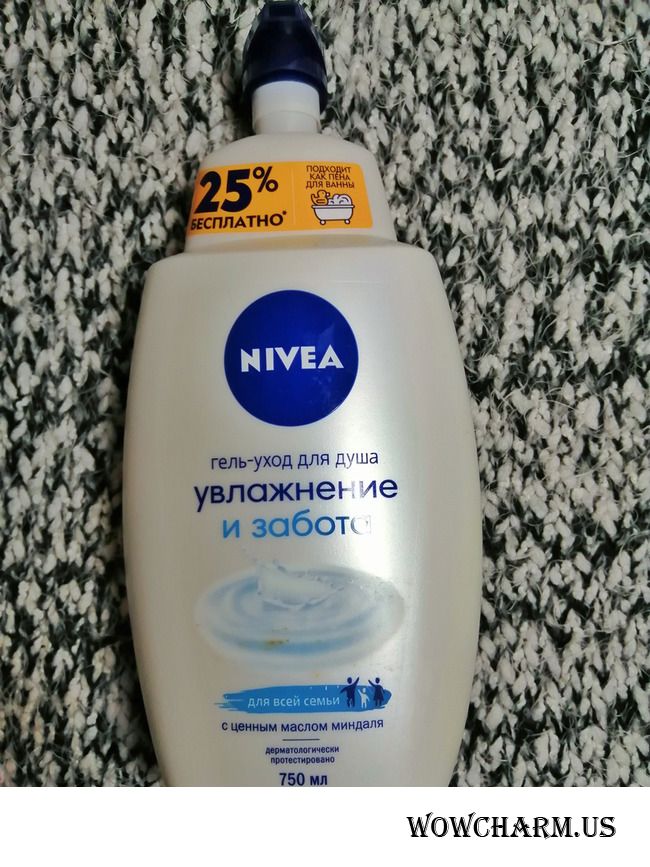 25%
БЕСПЛАТНО*
ПОДХОДИТ
КАК ПЕНА
ДЛЯ ВАННЫ
NIVEA
гель-уход для душа
увлажнение
и забота
для всей семьи
с ценным маслом миндаля
дерматологически
протестировано
750 мл
WOWCHARM.US